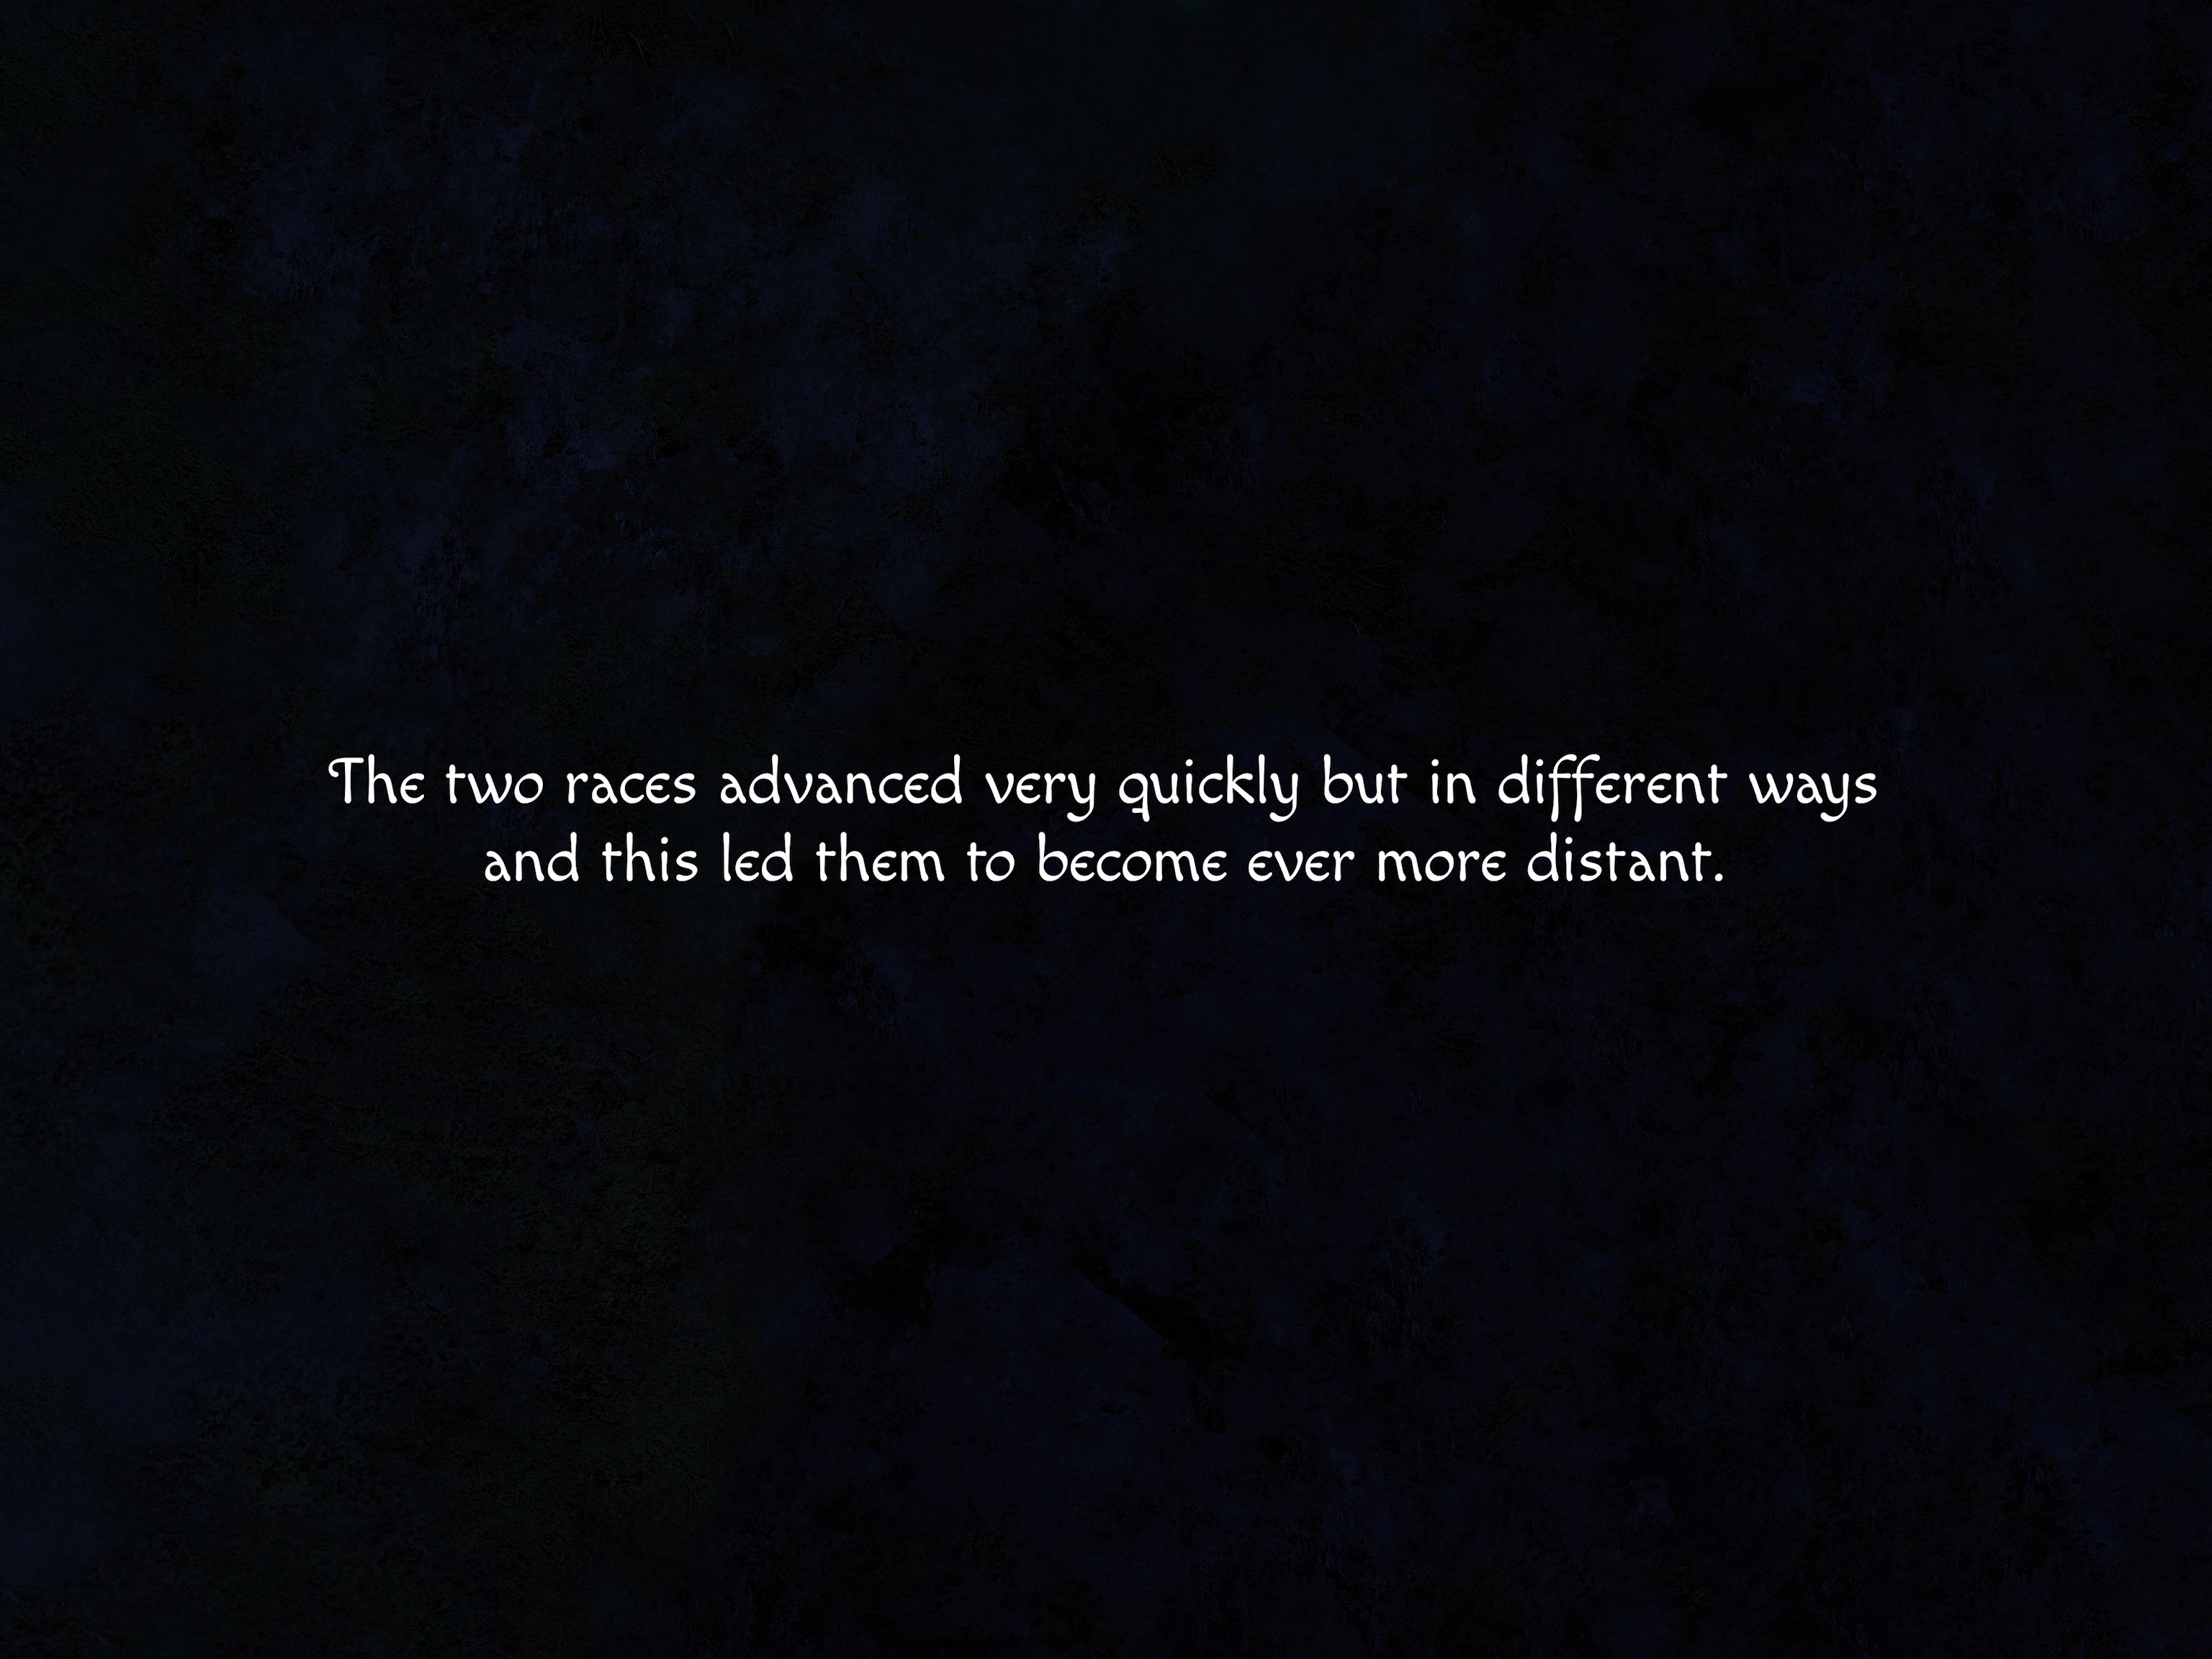 The two races advanced very quickly but in different ways
and this led them to become ever more distant.